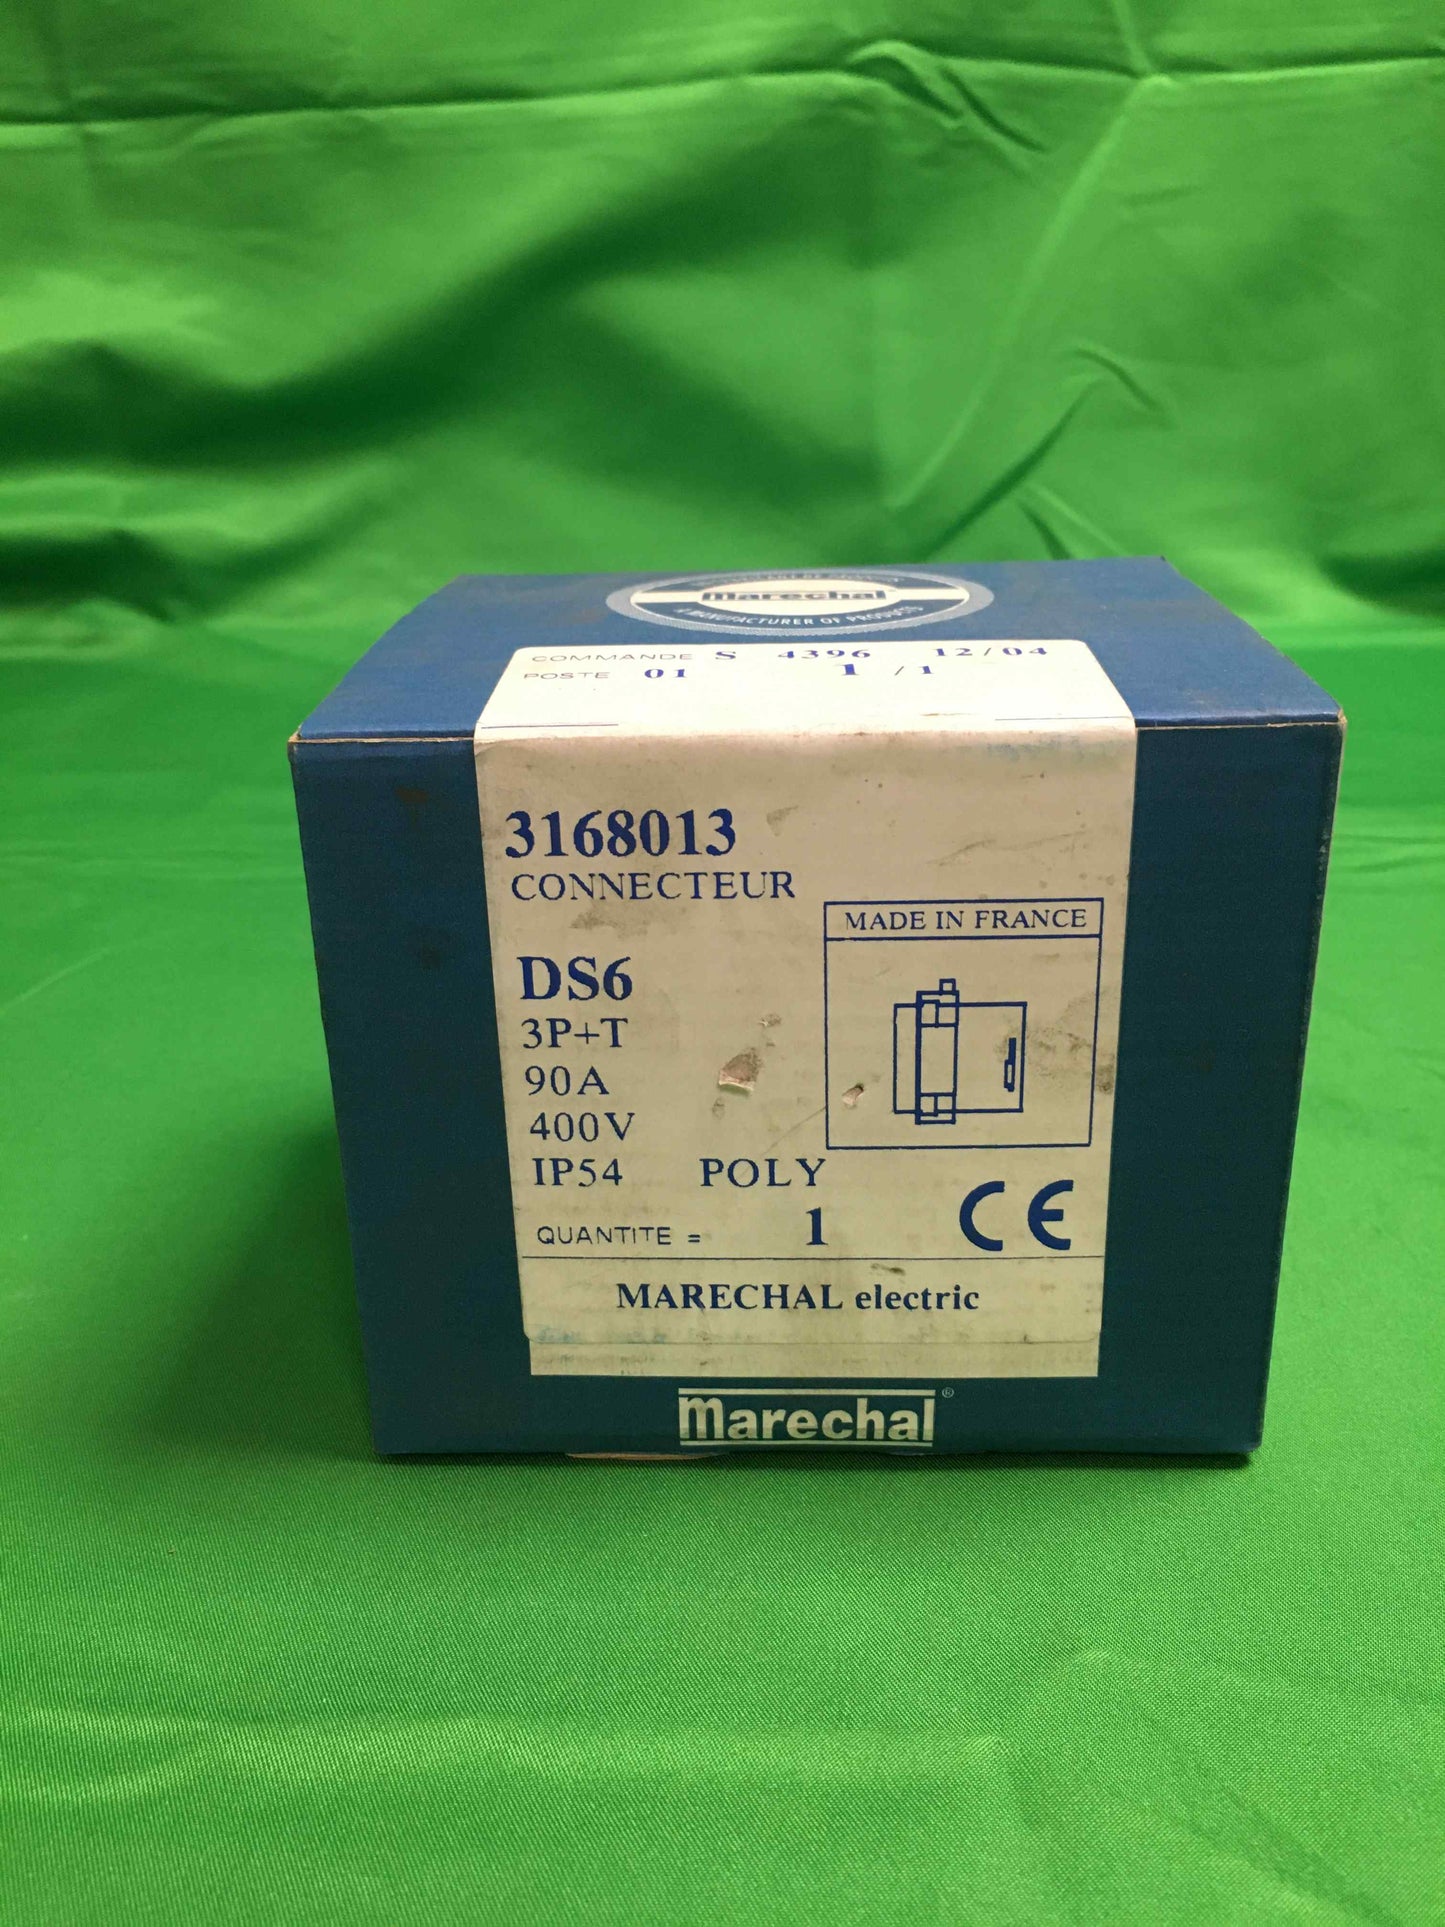 marechal
A MANUFACTURER OF PRODUCTS
COMMANDE S 4396 12/04
POSTE 01 1 / 1
3168013
CONNECTEUR
MADE IN FRANCE
DS6
3P+T
90A
400V
IP54 POLY
QUANTITE = 1
CE
MARECHAL electric
marechal®